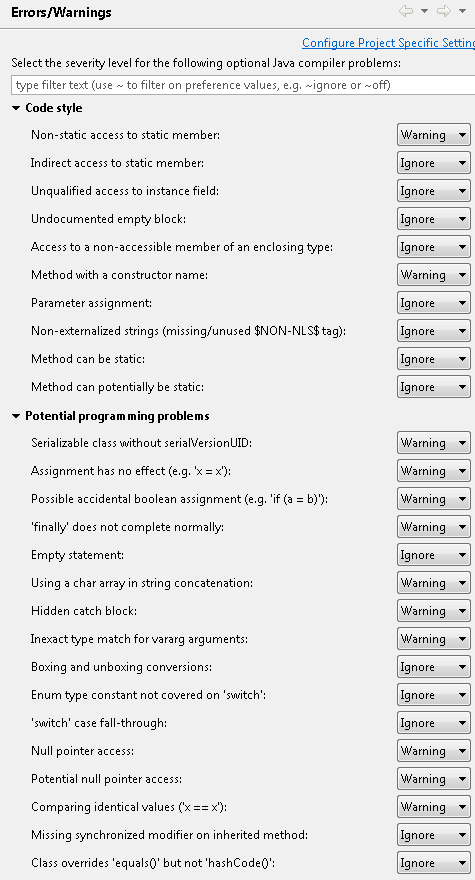 Errors/Warnings
Configure Project Specific Setting
Select the severity level for the following optional Java compiler problems:
type filter text (use ~ to filter on preference values, e.g. ~ignore or ~off)
Code style
Non-static access to static member: Warning
Indirect access to static member: Ignore
Unqualified access to instance field: Ignore
Undocumented empty block: Ignore
Access to a non-accessible member of an enclosing type: Ignore
Method with a constructor name: Warning
Parameter assignment: Ignore
Non-externalized strings (missing/unused $NON-NLS$ tag): Ignore
Method can be static: Ignore
Method can potentially be static: Ignore
Potential programming problems
Serializable class without serialVersionUID: Warning
Assignment has no effect (e.g. 'x = x'): Warning
Possible accidental boolean assignment (e.g. 'if (a = b)'): Warning
'finally' does not complete normally: Warning
Empty statement: Ignore
Using a char array in string concatenation: Warning
Hidden catch block: Warning
Inexact type match for vararg arguments: Warning
Boxing and unboxing conversions: Ignore
Enum type constant not covered on 'switch': Ignore
'switch' case fall-through: Ignore
Null pointer access: Warning
Potential null pointer access: Warning
Comparing identical values ('x == x'): Warning
Missing synchronized modifier on inherited method: Ignore
Class overrides 'equals()' but not 'hashCode()': Ignore